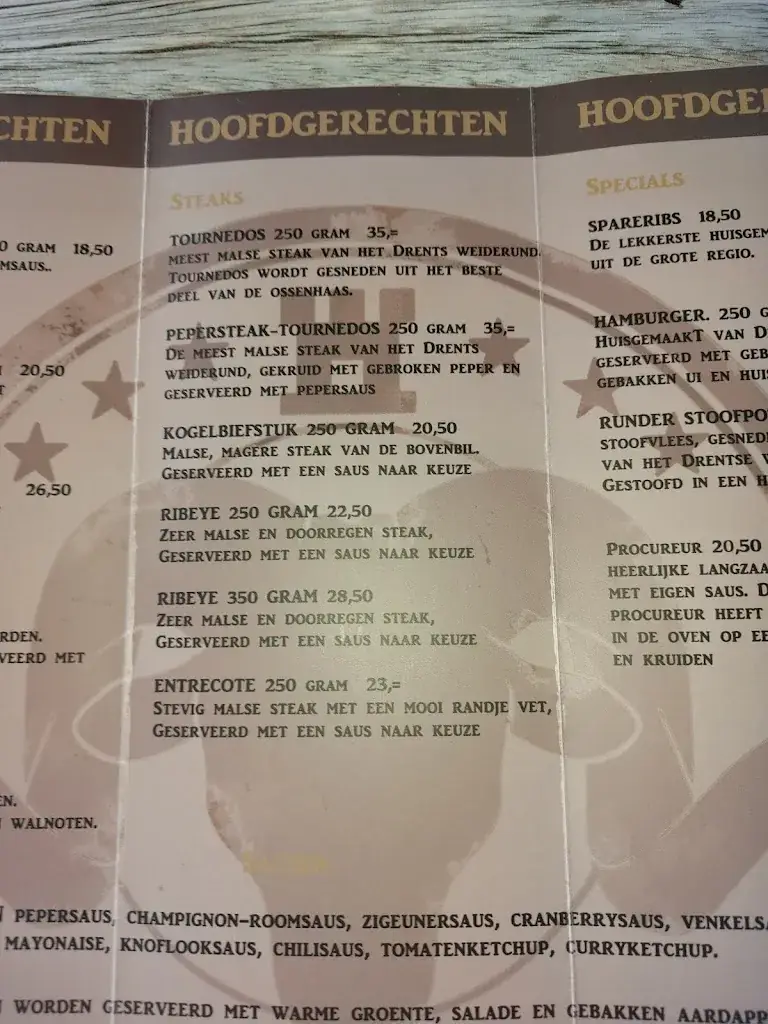 CHTEN
0 GRAM 18,50
MSAUS..
20,50
26,50
RDEN.
VEERD MET
EN.
WALNOTEN.
HOOFDGERECHTEN
STEAKS
TOURNEDOS 250 GRAM 35,=
MEEST MALSE STEAK VAN HET DRENTS WEIDERUND.
TOURNEDOS WORDT GESNEDEN UIT HET BESTE
DEEL VAN DE OSSENHAAS.
PEPERSTEAK-TOURNEDOS 250 GRAM 35,=
DE MEEST MALSE STEAK VAN HET DRENTS
WEIDERUND, GEKRUID MET GEBROKEN PEPER EN
GESERVEERD MET PEPERSAUS
KOGELBIEFSTUK 250 GRAM 20,50
MALSE, MAGERE STEAK VAN DE BOVENBIL.
GESERVEERD MET EEN SAUS NAAR KEUZE
RIBEYE 250 GRAM 22,50
ZEER MALSE EN DOORREGEN STEAK,
GESERVEERD MET EEN SAUS NAAR KEUZE
RIBEYE 350 GRAM 28,50
ZEER MALSE EN DOORREGEN STEAK,
GESERVEERD MET EEN SAUS NAAR KEUZE
ENTRECOTE 250 GRAM 23,=
STEVIG MALSE STEAK MET EEN MOOI RANDJE VET,
GESERVEERD MET EEN SAUS NAAR KEUZE
HOOFDGE
SPECIALS
SPARERIBS 18,50
DE LEKKERSTE HUISGEM
UIT DE GROTE REGIO.
HAMBURGER. 250 G
HUISGEMAAKT VAN D
GESERVEERD MET GEB
GEBAKKEN UI EN HUIS
RUNDER STOOFPO
STOOFVLEES, GESNED
VAN HET DRENTSE
GESTOOFD IN EEN H
PROCUREUR 20,50
HEERLIJKE LANGZAA
MET EIGEN SAUS. D
PROCUREUR HEEFT
IN DE OVEN OP EE
EN KRUIDEN
N PEPERSAUS, CHAMPIGNON-ROOMSAUS, ZIGEUNERSAUS, CRANBERRYSAUS, VENKELSA
MAYONAISE, KNOFLOOKSAUS, CHILISAUS, TOMATENKETCHUP, CURRYKETCHUP.
N WORDEN GESERVEERD MET WARME GROENTE, SALADE EN GEBAKKEN AARDAPP